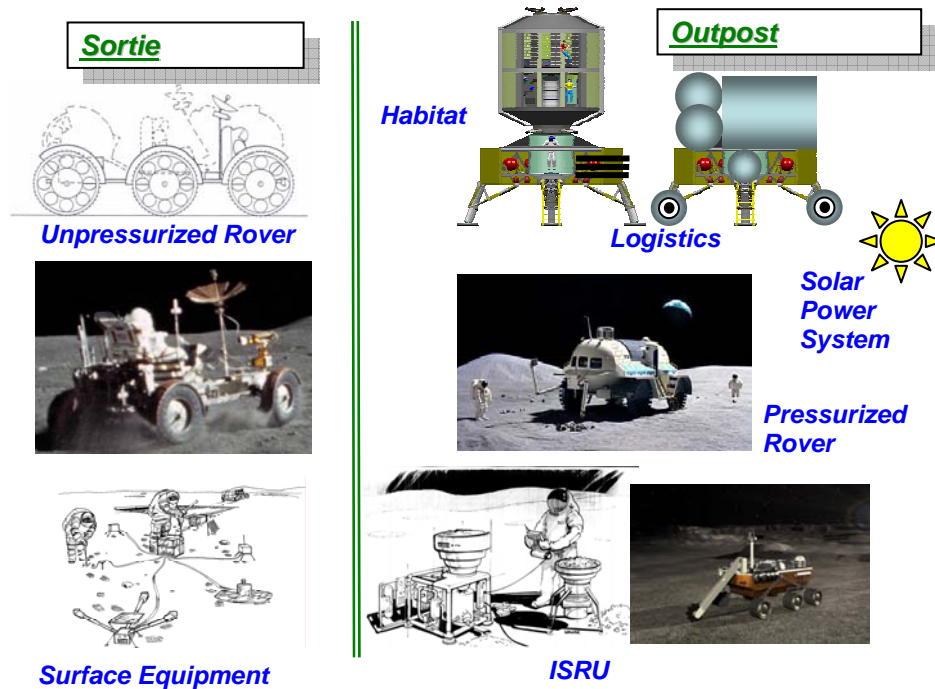 Sortie
Unpressurized Rover
Surface Equipment
Outpost
Habitat
Logistics
Solar
Power
System
Pressurized
Rover
ISRU